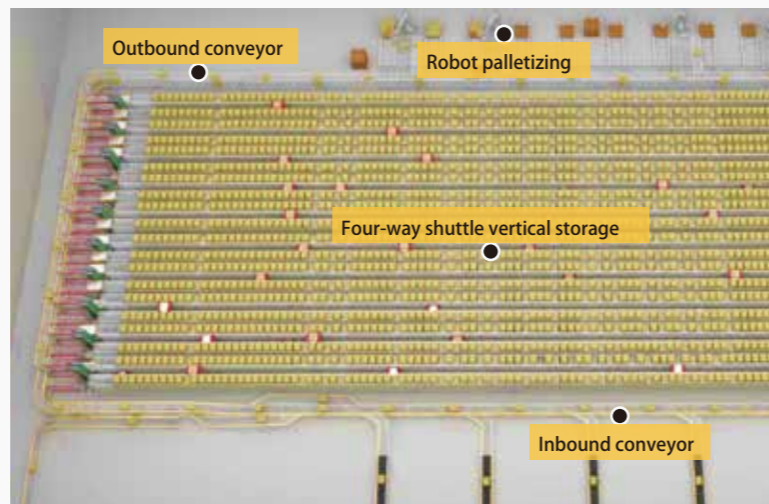 Outbound conveyor
Robot palletizing
Four-way shuttle vertical storage
Inbound conveyor